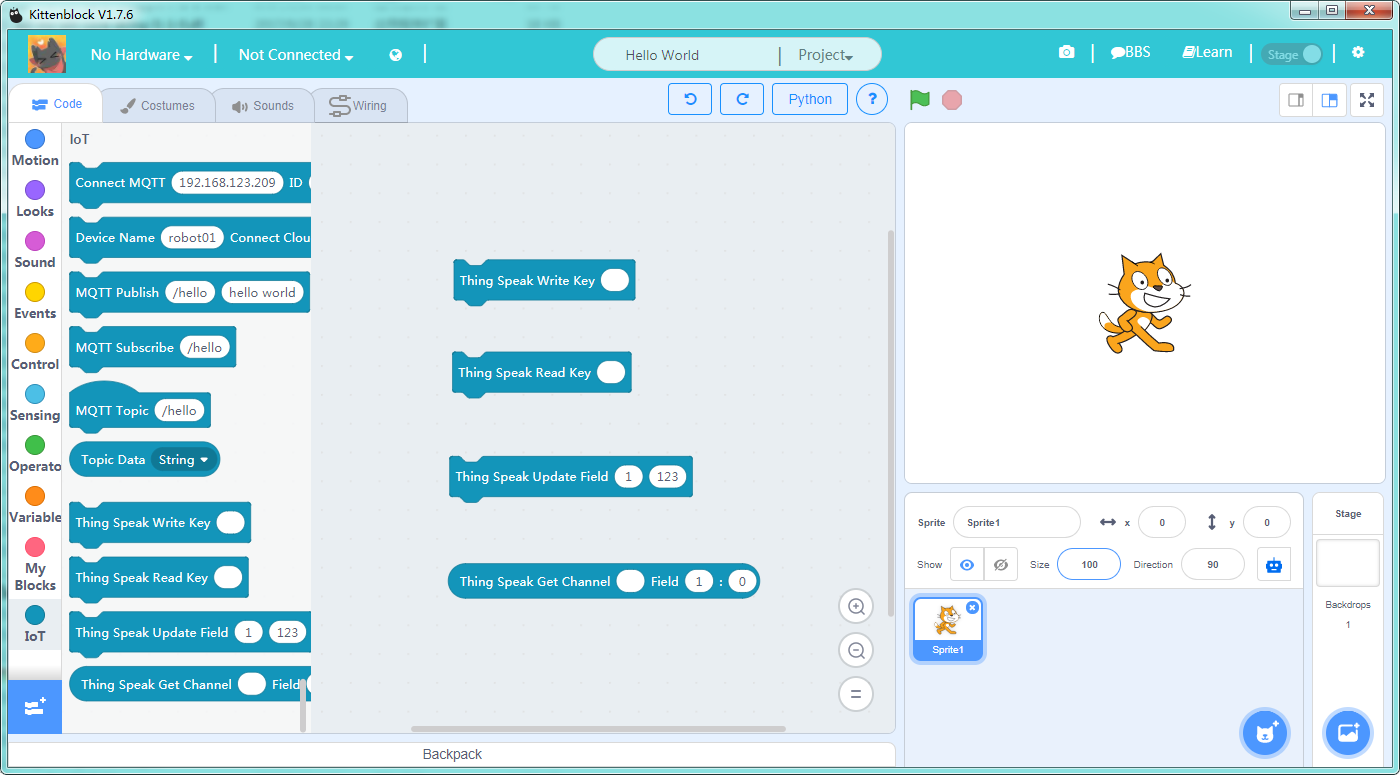 Kittenblock V1.7.6
No Hardware
Not Connected
Hello World
Project
BBS
Learn
Stage
Code
Costumes
Sounds
Wiring
Python
?
Motion
Looks
Sound
Events
Control
Sensing
Operato
Variable
My
Blocks
IoT
IoT
Connect MQTT 192.168.123.209 ID
Device Name robot01 Connect Clou
MQTT Publish /hello hello world
MQTT Subscribe /hello
MQTT Topic /hello
Topic Data String
Thing Speak Write Key
Thing Speak Read Key
Thing Speak Update Field 1 123
Thing Speak Get Channel Field
Thing Speak Write Key
Thing Speak Read Key
Thing Speak Update Field 1 123
Thing Speak Get Channel Field 1 : 0
Backpack
Sprite Sprite1 x 0 y 0
Show Size 100 Direction 90
Sprite1
Stage
Backdrops
1